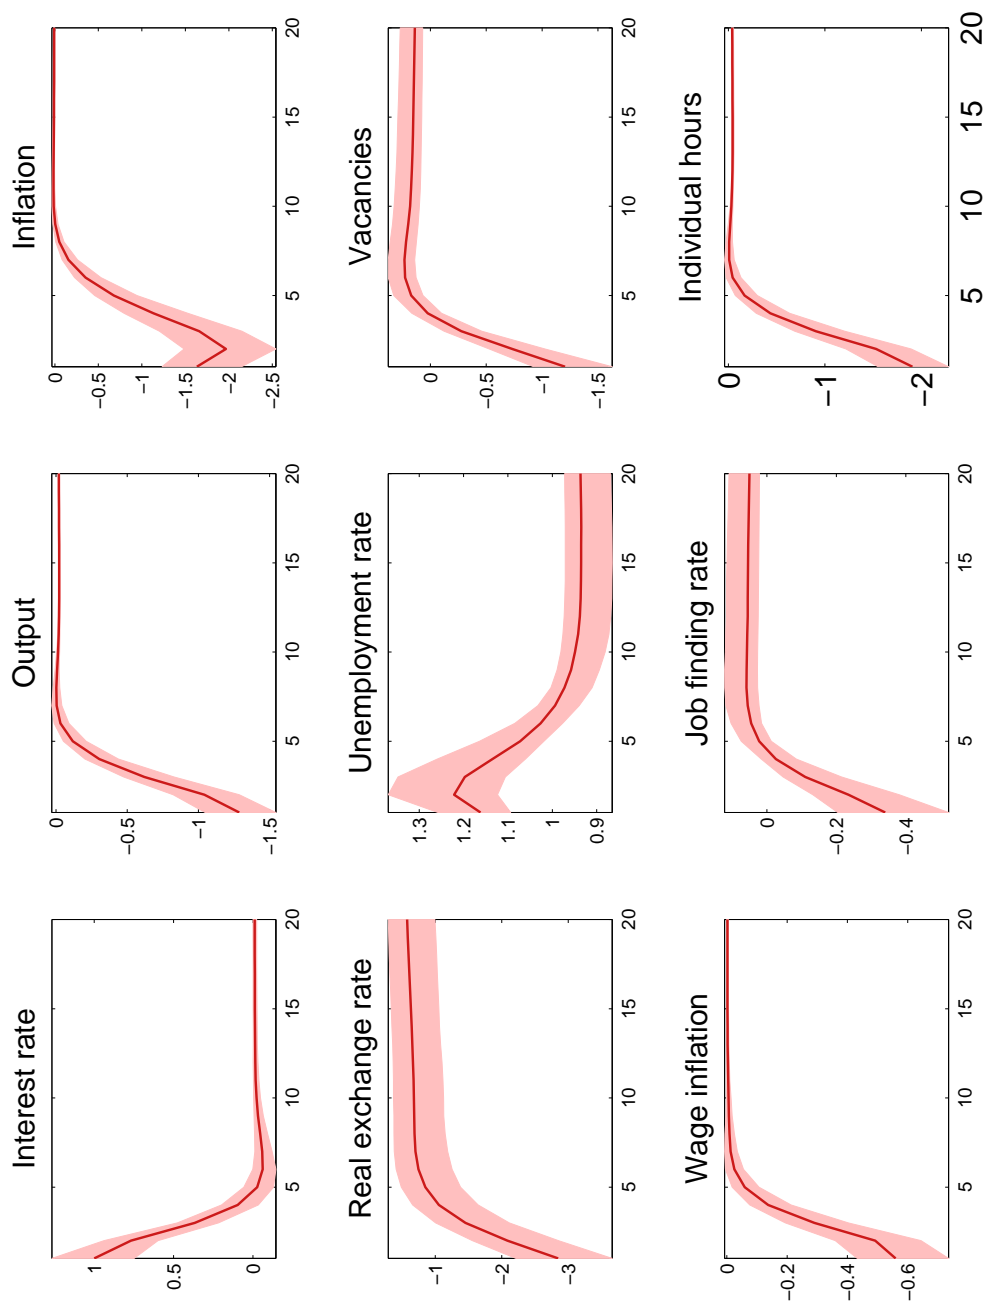 Interest rate
1
0.5
0
5 10 15 20
Output
0
−0.5
−1
−1.5
5 10 15 20
Inflation
0
−0.5
−1
−1.5
−2
−2.5
5 10 15 20
Real exchange rate
−1
−2
−3
5 10 15 20
Unemployment rate
1.3
1.2
1.1
1
0.9
5 10 15 20
Vacancies
0
−0.5
−1
−1.5
5 10 15 20
Wage inflation
0
−0.2
−0.4
−0.6
5 10 15 20
Job finding rate
0
−0.2
−0.4
5 10 15 20
Individual hours
0
−1
−2
5 10 15 20